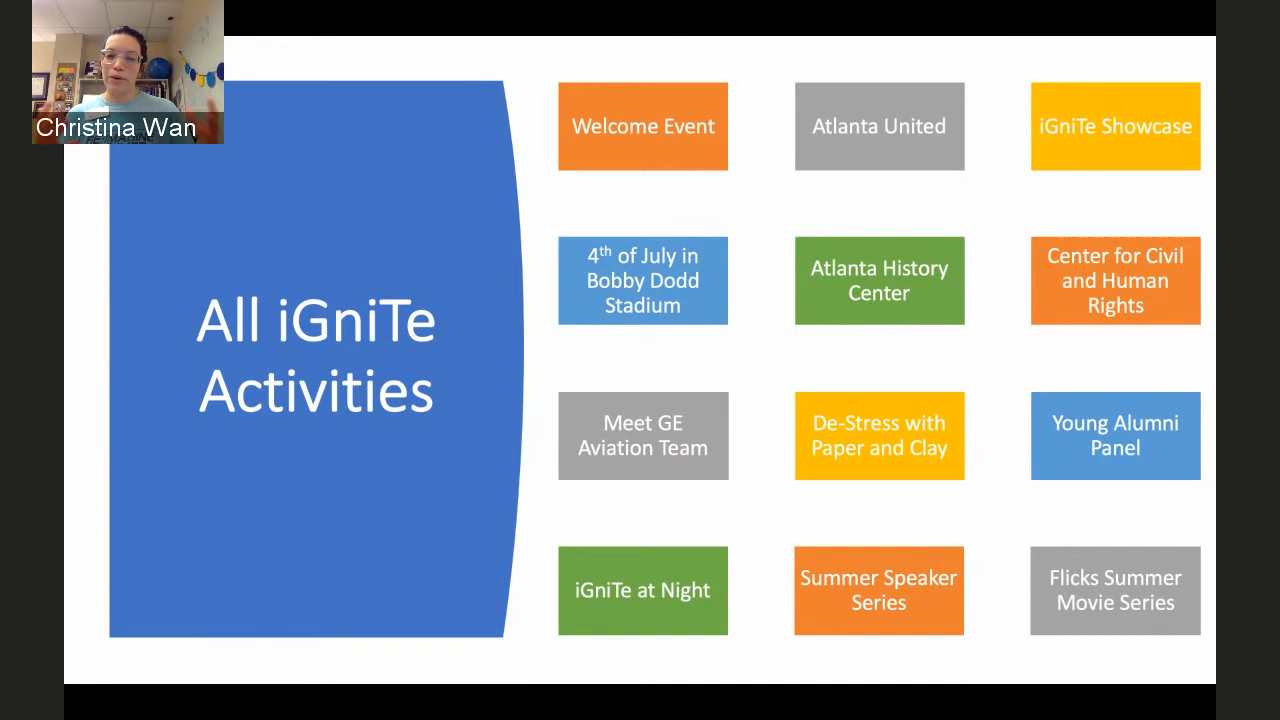 Christina Wan
All iGniTe
Activities
Welcome Event
Atlanta United
iGniTe Showcase
4th of July in
Bobby Dodd
Stadium
Atlanta History
Center
Center for Civil
and Human
Rights
Meet GE
Aviation Team
De-Stress with
Paper and Clay
Young Alumni
Panel
iGniTe at Night
Summer Speaker
Series
Flicks Summer
Movie Series